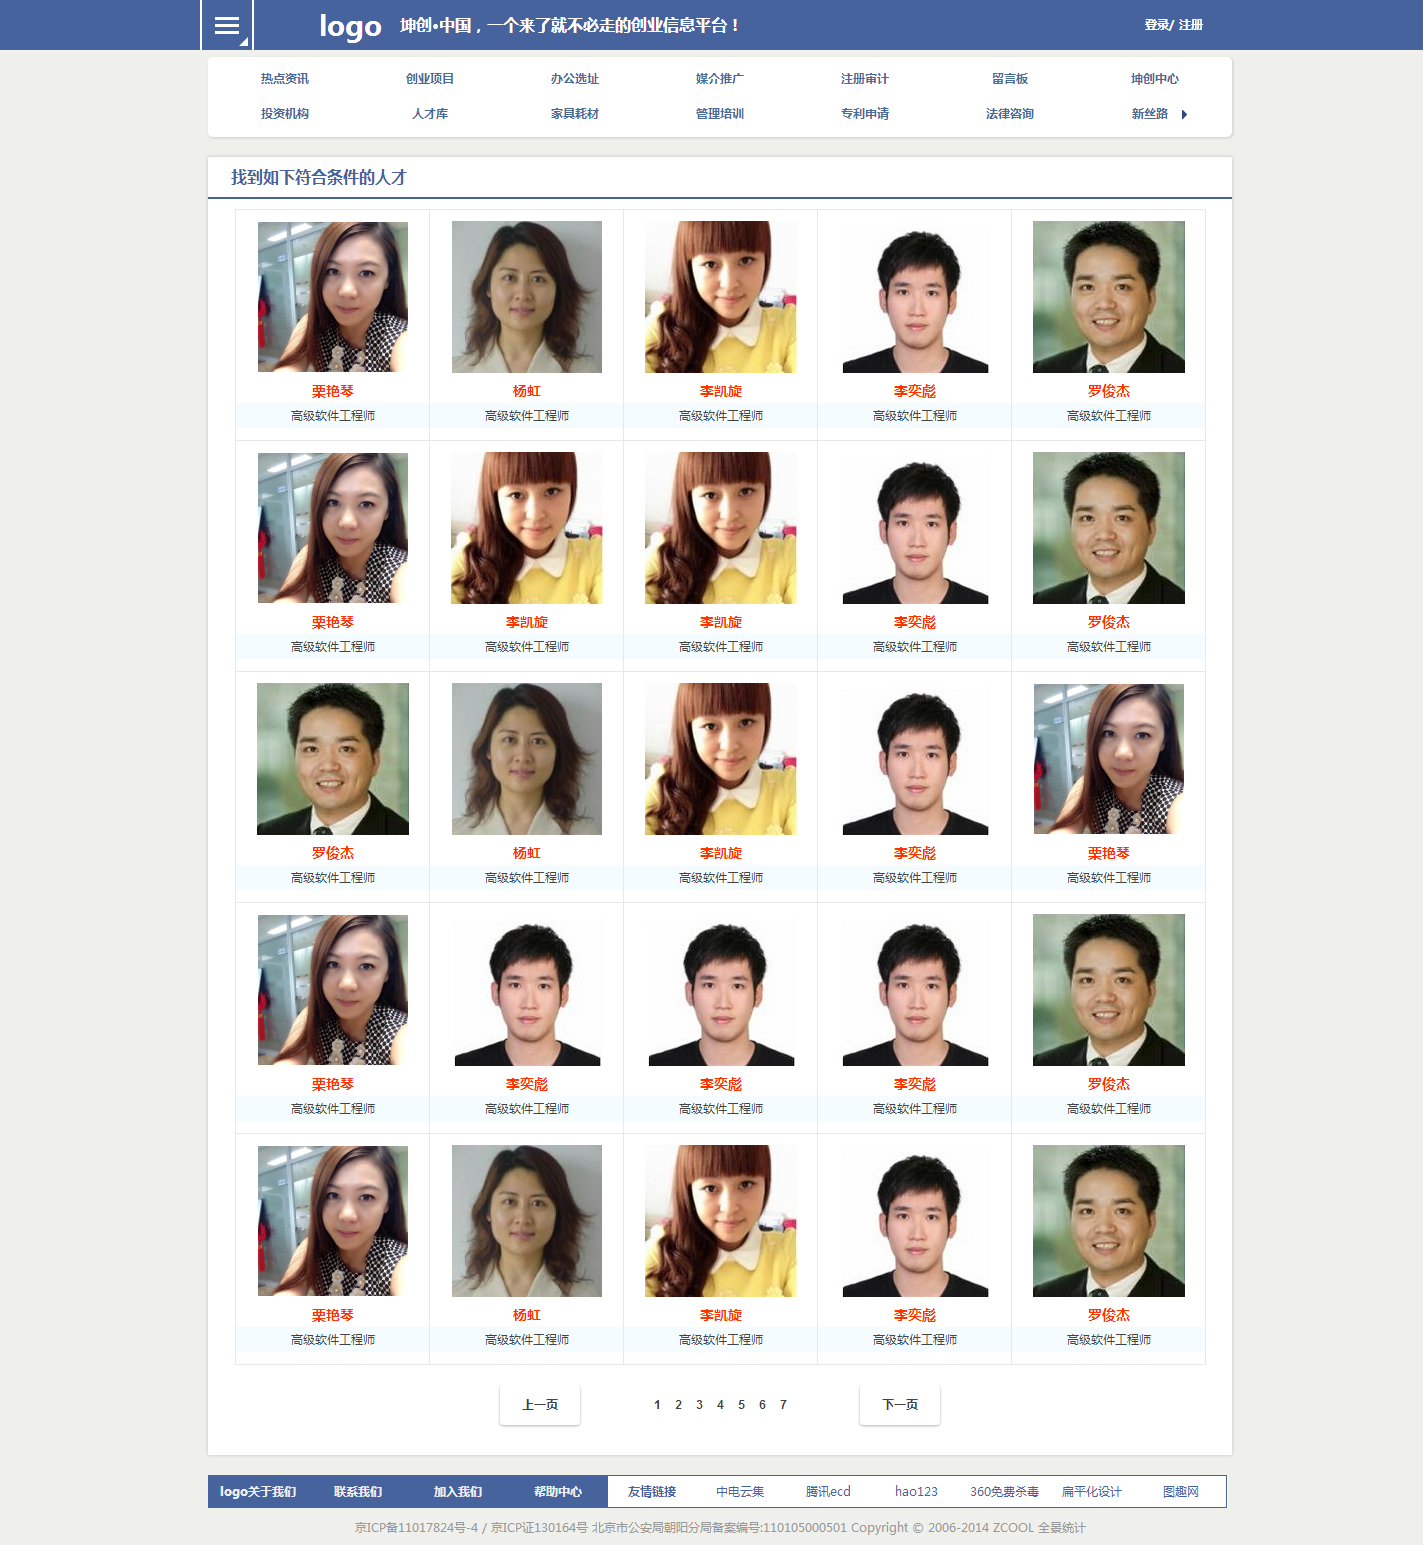 logo 坤创•中国，一个来了就不必走的创业信息平台！ 登录/ 注册
热点资讯 创业项目 办公选址 媒介推广 注册审计 留言板 坤创中心
投资机构 人才库 家具耗材 管理培训 专利申请 法律咨询 新丝路
找到如下符合条件的人才
栗艳琴 杨虹 李凯旋 李奕彪 罗俊杰
高级软件工程师 高级软件工程师 高级软件工程师 高级软件工程师 高级软件工程师
栗艳琴 李凯旋 李凯旋 李奕彪 罗俊杰
高级软件工程师 高级软件工程师 高级软件工程师 高级软件工程师 高级软件工程师
罗俊杰 杨虹 李凯旋 李奕彪 栗艳琴
高级软件工程师 高级软件工程师 高级软件工程师 高级软件工程师 高级软件工程师
栗艳琴 李奕彪 李奕彪 李奕彪 罗俊杰
高级软件工程师 高级软件工程师 高级软件工程师 高级软件工程师 高级软件工程师
栗艳琴 杨虹 李凯旋 李奕彪 罗俊杰
高级软件工程师 高级软件工程师 高级软件工程师 高级软件工程师 高级软件工程师
上一页 1 2 3 4 5 6 7 下一页
logo关于我们 联系我们 加入我们 帮助中心 友情链接 中电云集 腾讯ecd hao123 360免费杀毒 扁平化设计 图趣网
京ICP备11017824号-4 / 京ICP证130164号 北京市公安局朝阳分局备案编号:110105000501 Copyright © 2006-2014 ZCOOL 全景统计